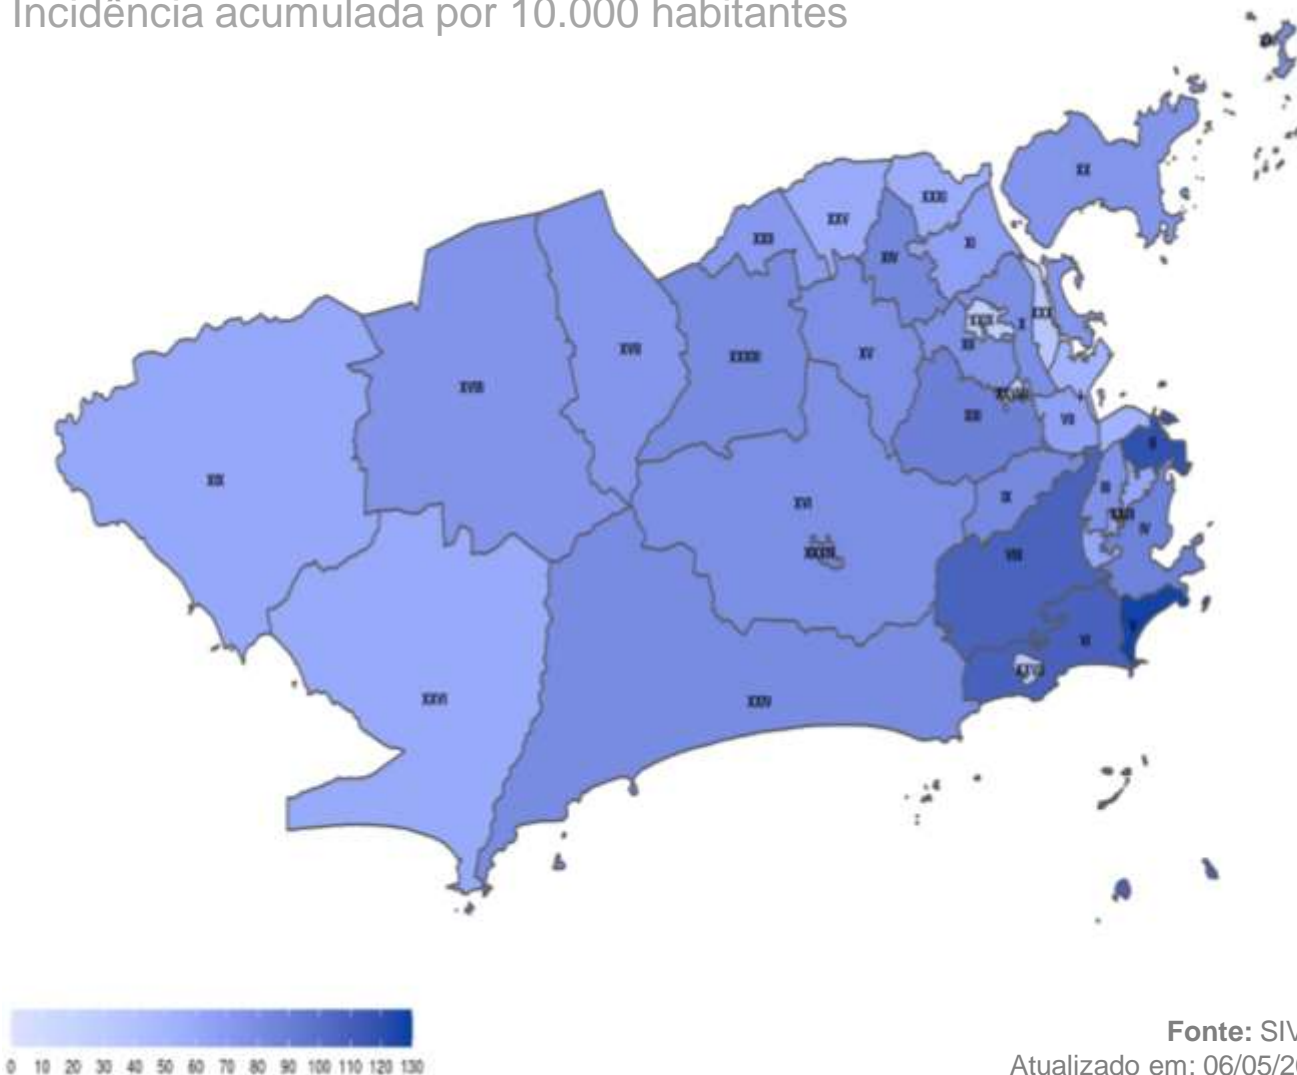 Incidência acumulada por 10.000 habitantes
XX
XXXI
XXV
XI
XXII
XIV
XXX
XXIX
X
XII
XV
XVII
XXXIII
XVIII
XIII
VII
I
II
XIX
IX
III
XVI
IV
VIII
XXXIV
V
VI
XXVII
XXVI
XXIV
0 10 20 30 40 50 60 70 80 90 100 110 120 130
Fonte: SIV
Atualizado em: 06/05/20